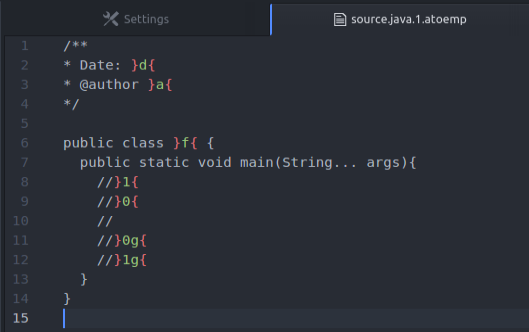 Settings
source.java.1.atoemp
1 /**
2 * Date: }d{
3 * @author }a{
4 */
5
6 public class }f{ {
7 public static void main(String... args){
8 //}1{
9 //}0{
10 //
11 //}0g{
12 //}1g{
13 }
14 }
15